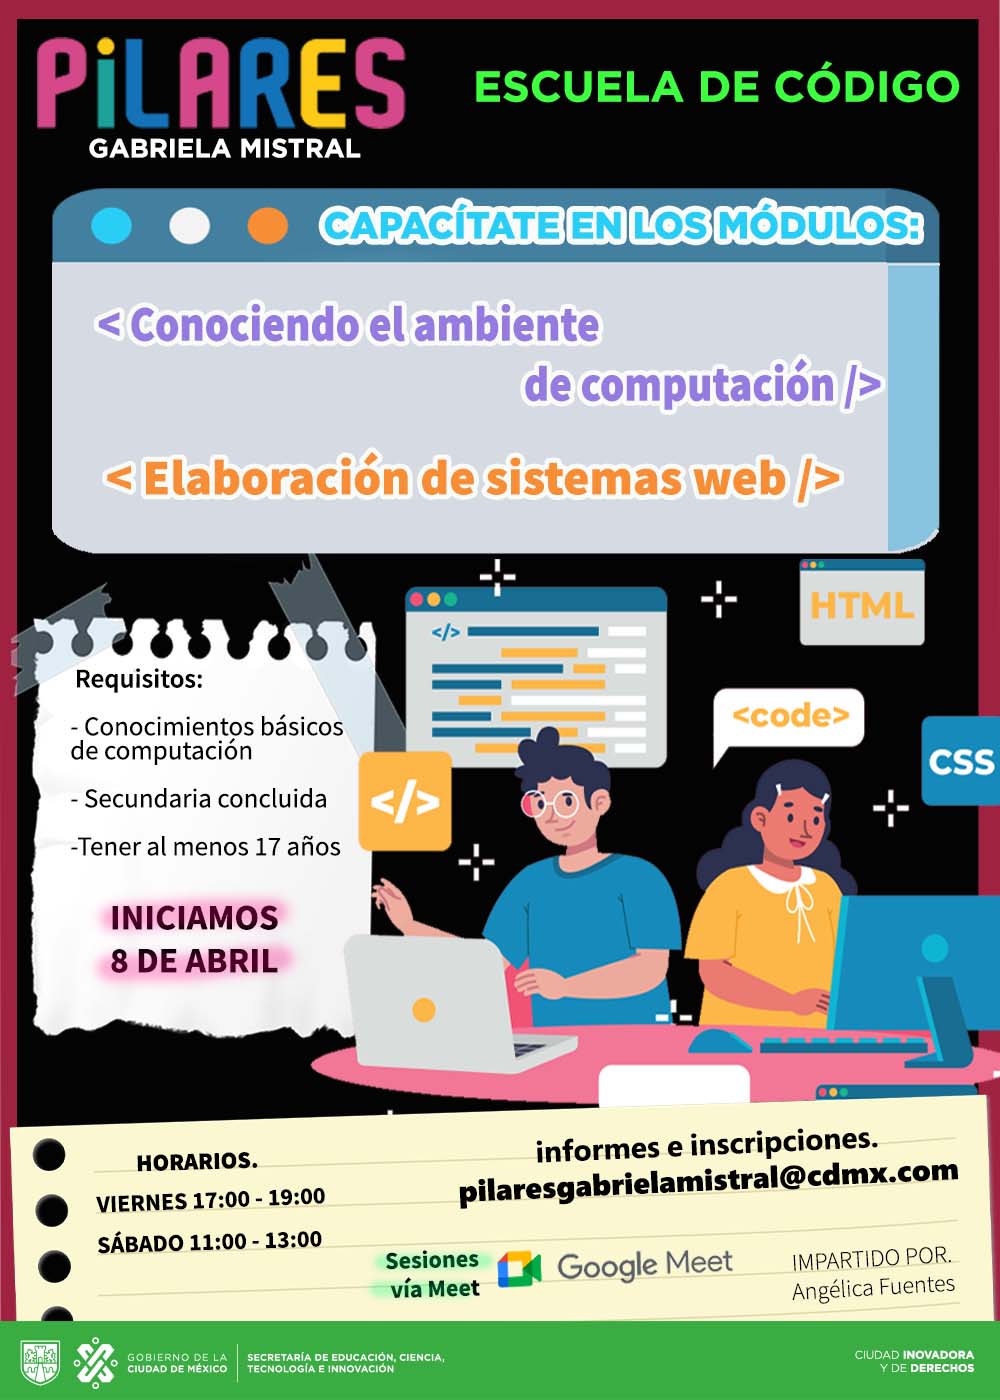 PiLARES
GABRIELA MISTRAL
ESCUELA DE CÓDIGO
CAPACÍTATE EN LOS MÓDULOS:
< Conociendo el ambiente
de computación />
< Elaboración de sistemas web />
HTML
</>
<code>
CSS
</>
Requisitos:
- Conocimientos básicos
de computación
- Secundaria concluida
-Tener al menos 17 años
INICIAMOS
8 DE ABRIL
HORARIOS.
VIERNES 17:00 - 19:00
SÁBADO 11:00 - 13:00
informes e inscripciones.
pilaresgabrielamistral@cdmx.com
Sesiones
vía Meet
Google Meet
IMPARTIDO POR.
Angélica Fuentes
GOBIERNO DE LA
CIUDAD DE MÉXICO
SECRETARÍA DE EDUCACIÓN, CIENCIA,
TECNOLOGÍA E INNOVACIÓN
CIUDAD INOVADORA
Y DE DERECHOS